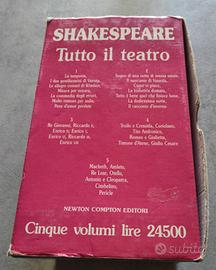 SHAKESPEARE
Tutto il teatro
1
La tempesta,
I due gentiluomini di Verona,
Le allegre comari di Windsor,
Misura per misura,
La commedia degli errori,
Molto rumore per nulla,
Pene d'amor perdute
2
Sogno di una notte di mezza estate,
Il mercante di Venezia,
Come vi piace,
La bisbetica domata,
Tutto è bene quel che finisce bene,
La dodicesima notte,
Il racconto d'inverno
3
Re Giovanni, Riccardo II,
Enrico IV, Enrico V,
Enrico VI, Riccardo III,
Enrico VIII
4
Troilo e Cressida, Coriolano,
Tito Andronico,
Romeo e Giulietta,
Timone d'Atene, Giulio Cesare
5
Macbeth, Amleto,
Re Lear, Otello,
Antonio e Cleopatra,
Cimbelino,
Pericle
NEWTON COMPTON EDITORI
Cinque volumi lire 24500
subito